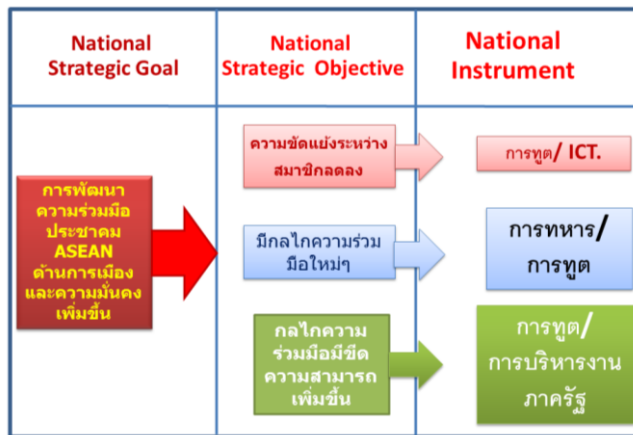 National
Strategic Goal
National
Strategic Objective
National
Instrument
การพัฒนา
ความร่วมมือ
ประชาคม
ASEAN
ด้านการเมือง
และความมั่นคง
เพิ่มขึ้น
ความขัดแย้งระหว่าง
สมาชิกลดลง
การทูต/ ICT.
มีกลไกความร่วม
มือใหม่ๆ
การทหาร/
การทูต
กลไกความ
ร่วมมือมีขีด
ความสามารถ
เพิ่มขึ้น
การทูต/
การบริหารงาน
ภาครัฐ